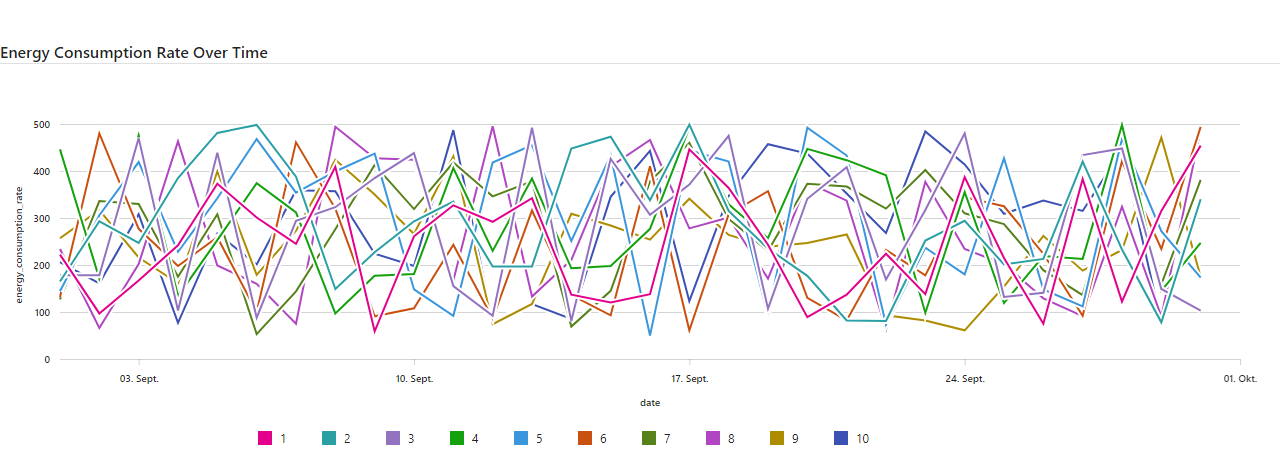 Energy Consumption Rate Over Time
energy_consumption_rate
500
400
300
200
100
0
03. Sept.
10. Sept.
17. Sept.
24. Sept.
01. Okt.
date
1 2 3 4 5 6 7 8 9 10